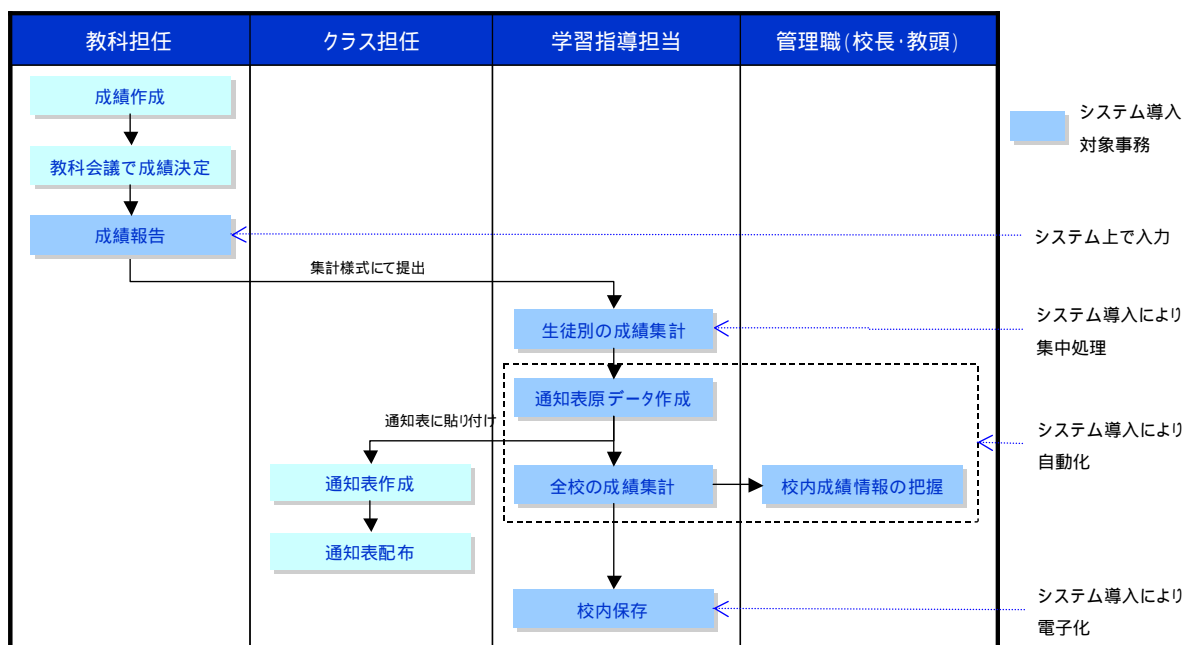 教科担任
クラス担任
学習指導担当
管理職(校長・教頭)
成績作成
システム導入
対象事務
教科会議で成績決定
成績報告
システム上で入力
集計様式にて提出
生徒別の成績集計
システム導入により
集中処理
通知表原データ作成
通知表に貼り付け
システム導入により
自動化
通知表作成
全校の成績集計
校内成績情報の把握
通知表配布
校内保存
システム導入により
電子化